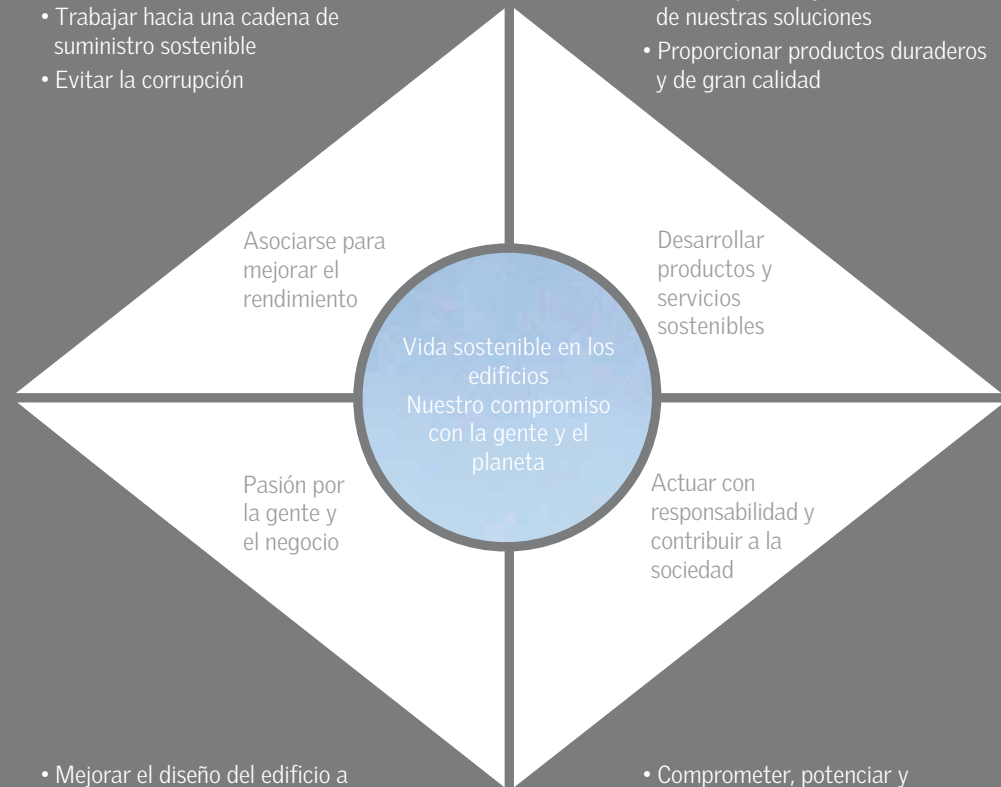 • Trabajar hacia una cadena de
suministro sostenible
• Evitar la corrupción
de nuestras soluciones
• Proporcionar productos duraderos
y de gran calidad
Asociarse para
mejorar el
rendimiento
Desarrollar
productos y
servicios
sostenibles
Vida sostenible en los
edificios
Nuestro compromiso
con la gente y el
planeta
Pasión por
la gente y
el negocio
Actuar con
responsabilidad y
contribuir a la
sociedad
• Mejorar el diseño del edificio a
• Comprometer, potenciar y